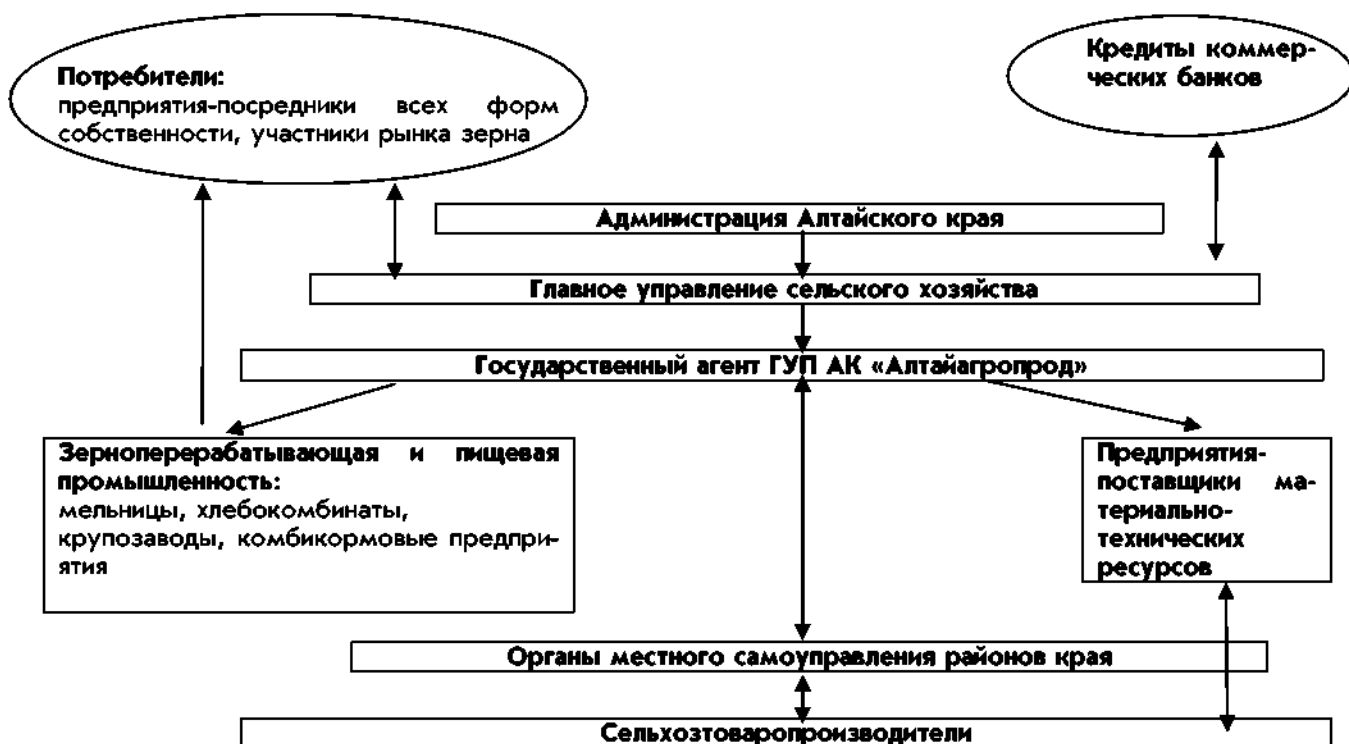 Потребители:
предприятия-посредники всех форм
собственности, участники рынка зерна
Кредиты коммер-
ческих банков
Администрация Алтайского края
Главное управление сельского хозяйства
Государственный агент ГУП АК «Алтайагропрод»
Зерноперерабатывающая и пищевая
промышленность:
мельницы, хлебокомбинаты,
крупозаводы, комбикормовые предпри-
ятия
Предприятия-
поставщики ма-
териально-
технических
ресурсов
Органы местного самоуправления районов края
Сельхозтоваропроизводители